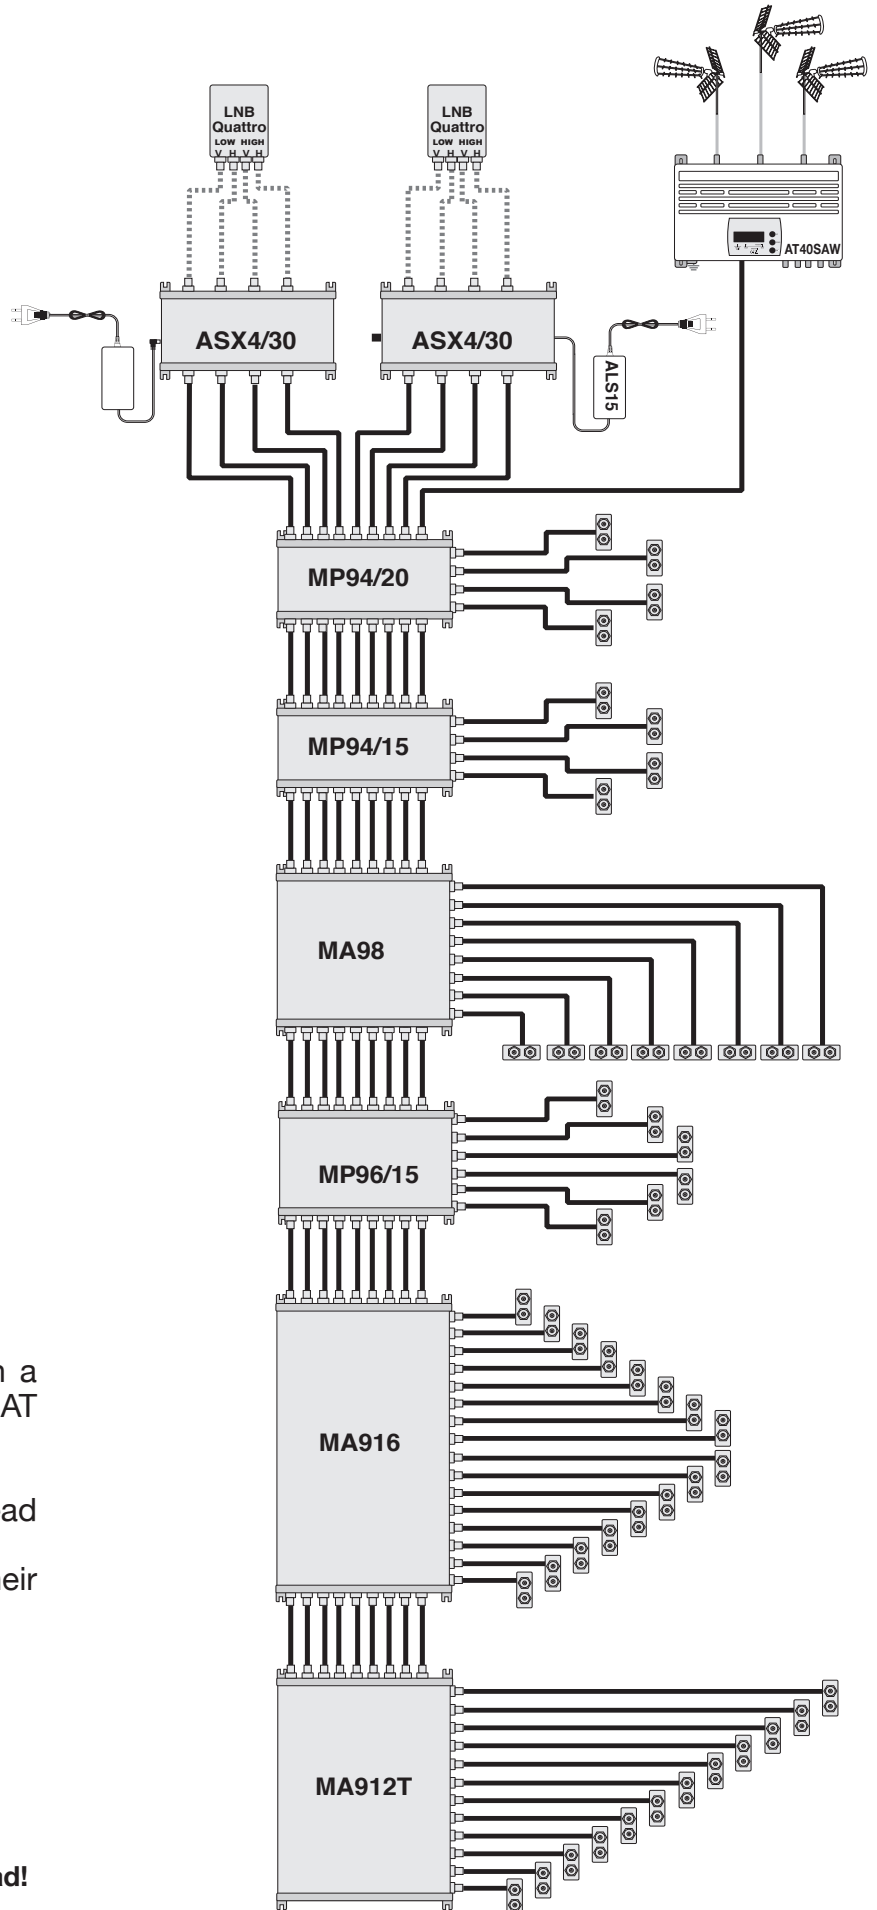 LNB
Quattro
LOW HIGH
V H V H
LNB
Quattro
LOW HIGH
V H V H
AT40SAW
ASX4/30
ASX4/30
ALS15
MP94/20
MP94/15
MA98
MP96/15
MA916
MA912T
a
AT